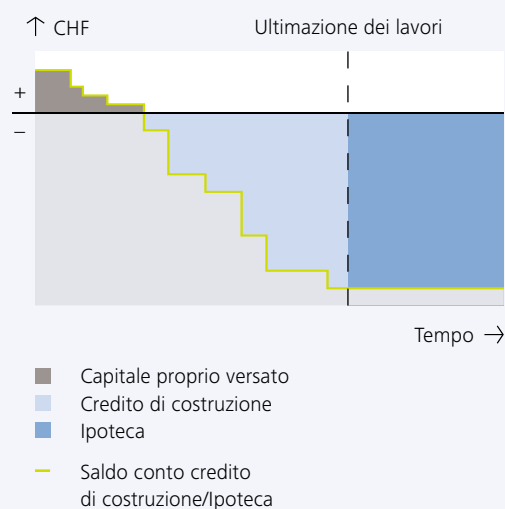 ↑ CHF
Ultimazione dei lavori
+
–
Tempo →
Capitale proprio versato
Credito di costruzione
Ipoteca
Saldo conto credito
di costruzione/Ipoteca